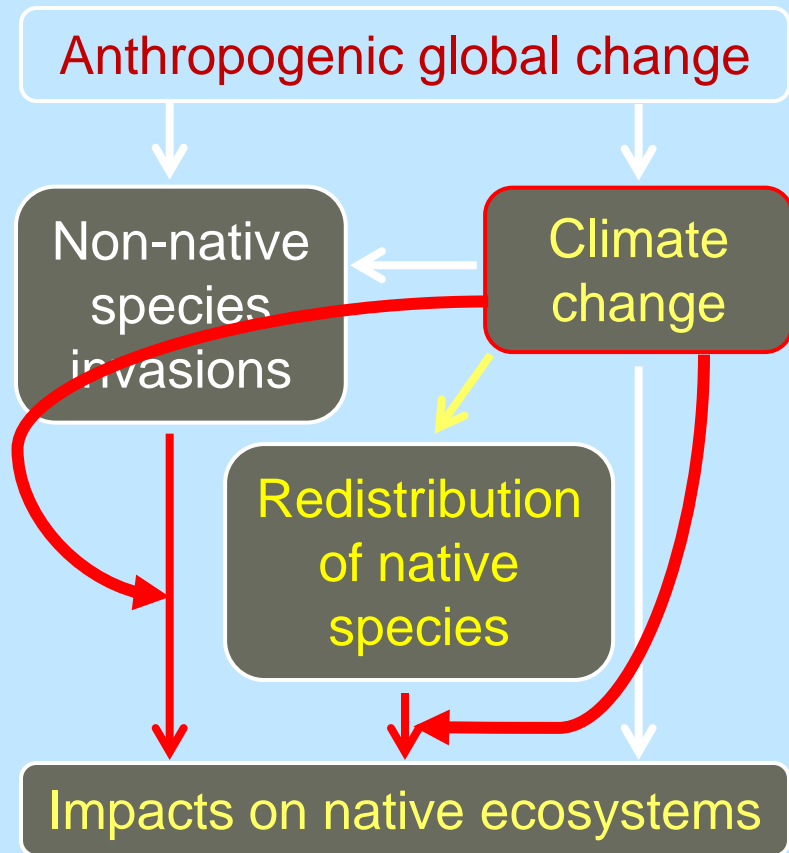 Anthropogenic global change
Non-native
species
invasions
Climate
change
Redistribution
of native
species
Impacts on native ecosystems